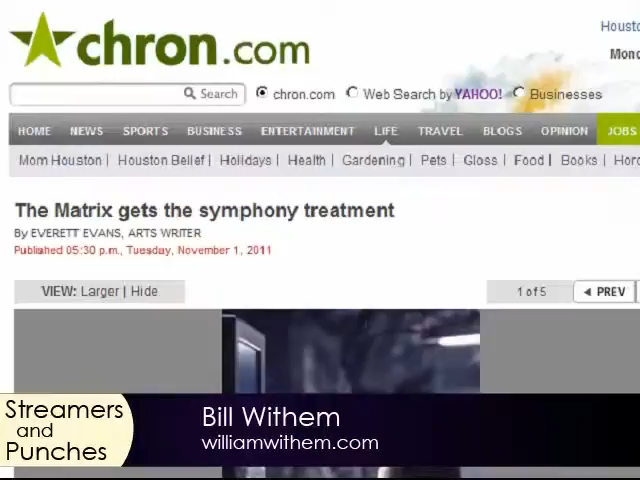 chron.com
Housto
Mond
Search chron.com Web Search by YAHOO! Businesses
HOME NEWS SPORTS BUSINESS ENTERTAINMENT LIFE TRAVEL BLOGS OPINION JOBS
Mom Houston | Houston Belief | Holidays | Health | Gardening | Pets | Gloss | Food | Books | Horo
The Matrix gets the symphony treatment
By EVERETT EVANS, ARTS WRITER
Published 05:30 p.m., Tuesday, November 1, 2011
VIEW: Larger | Hide
1 of 5
PREV
Streamers
and
Punches
Bill Withem
williamwithem.com